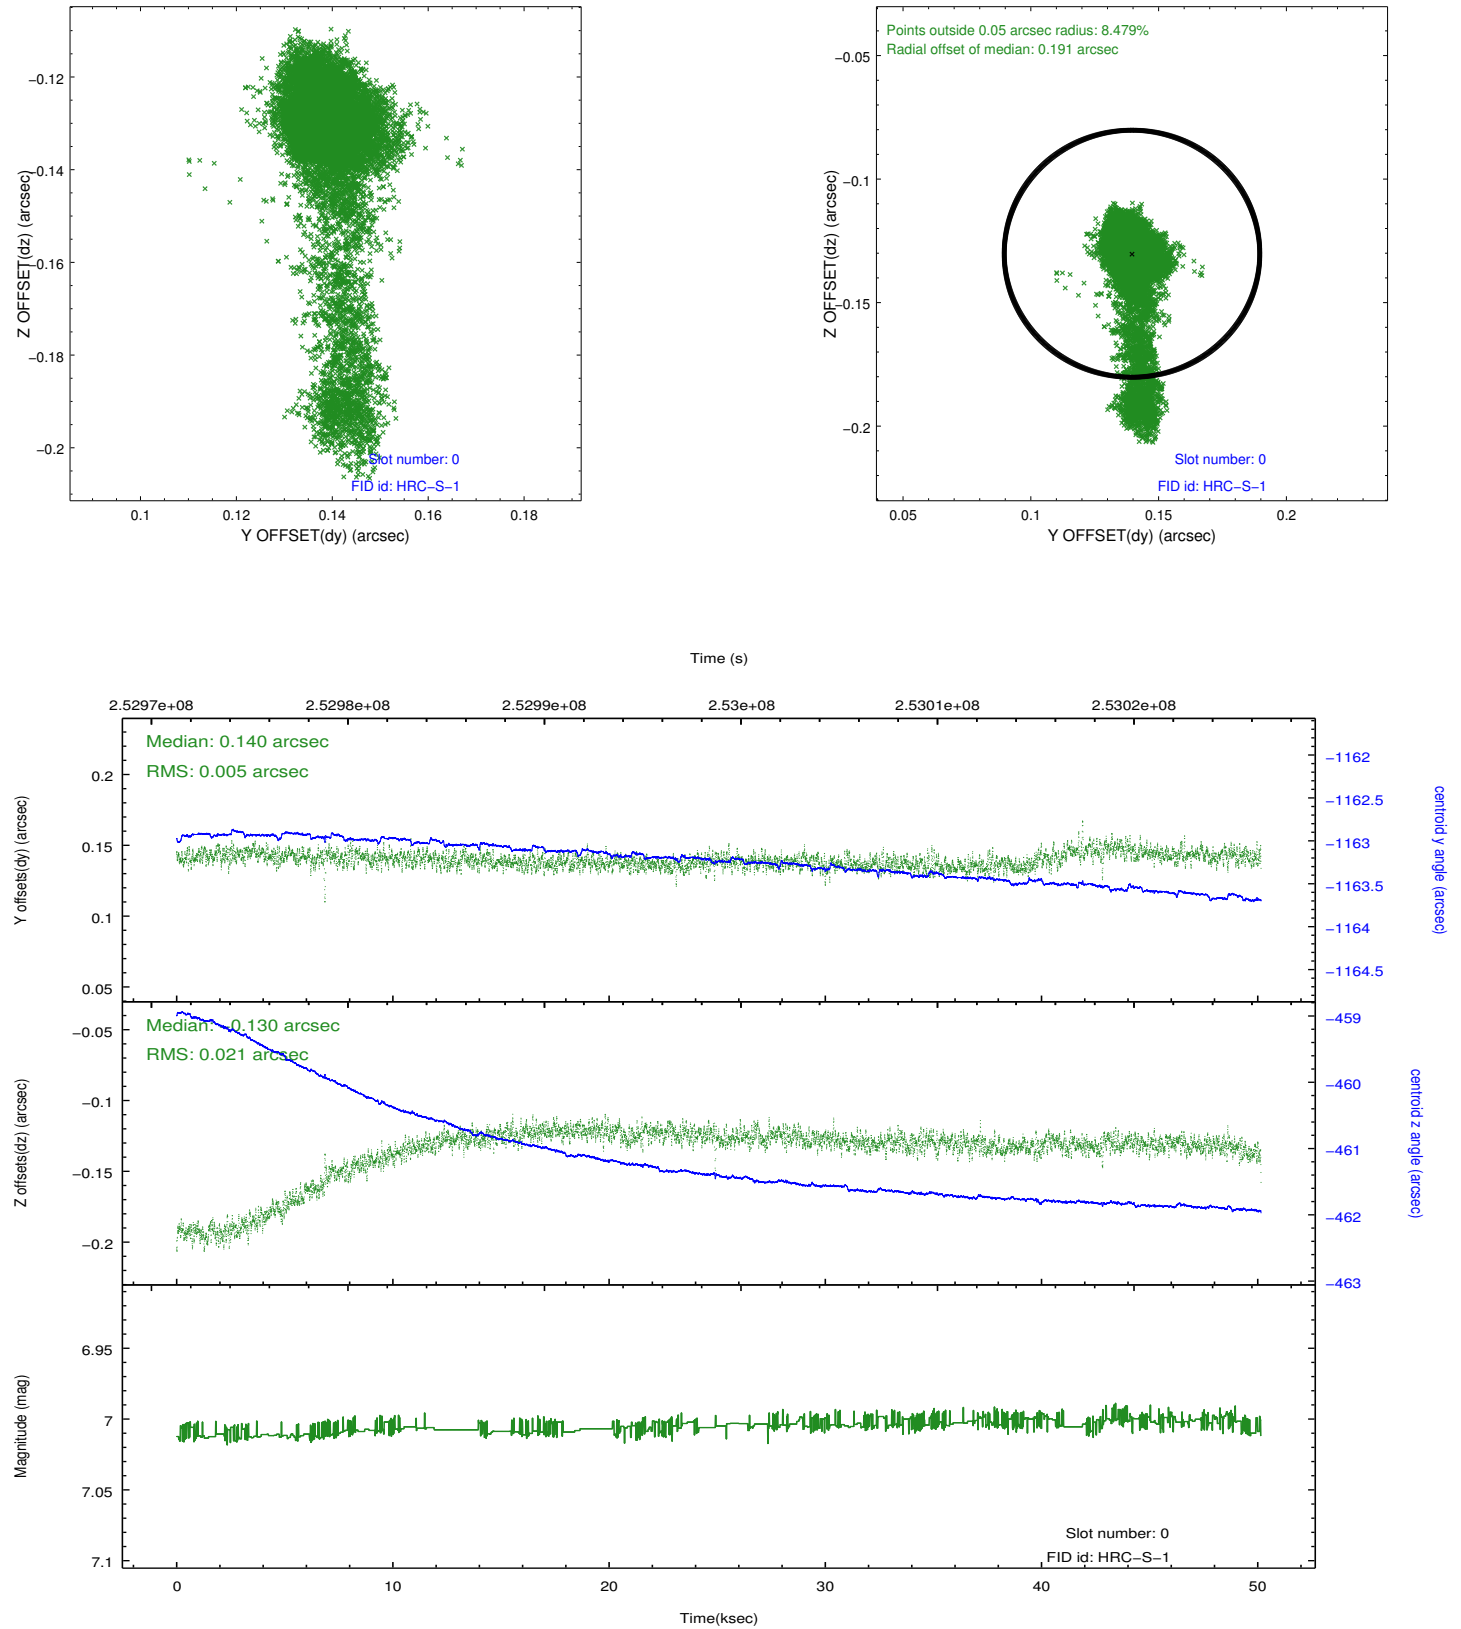 −0.12
−0.14
−0.16
−0.18
−0.2
Z OFFSET(dz) (arcsec)
0.1
0.12
0.14
0.16
0.18
Y OFFSET(dy) (arcsec)
Slot number: 0
FID id: HRC−S−1
Points outside 0.05 arcsec radius: 8.479%
Radial offset of median: 0.191 arcsec
−0.05
−0.1
−0.15
−0.2
Z OFFSET(dz) (arcsec)
0.05
0.1
0.15
0.2
Y OFFSET(dy) (arcsec)
Slot number: 0
FID id: HRC−S−1
Time (s)
2.5297e+08
2.5298e+08
2.5299e+08
2.53e+08
2.5301e+08
2.5302e+08
Median: 0.140 arcsec
RMS: 0.005 arcsec
0.2
0.15
0.1
0.05
Y offsets(dy) (arcsec)
−1162
−1162.5
−1163
−1163.5
−1164
−1164.5
centroid y angle (arcsec)
Median: −0.130 arcsec
RMS: 0.021 arcsec
−0.05
−0.1
−0.15
−0.2
Z offsets(dz) (arcsec)
−459
−460
−461
−462
−463
centroid z angle (arcsec)
6.95
7
7.05
7.1
Magnitude (mag)
Slot number: 0
FID id: HRC−S−1
0
10
20
30
40
50
Time(ksec)